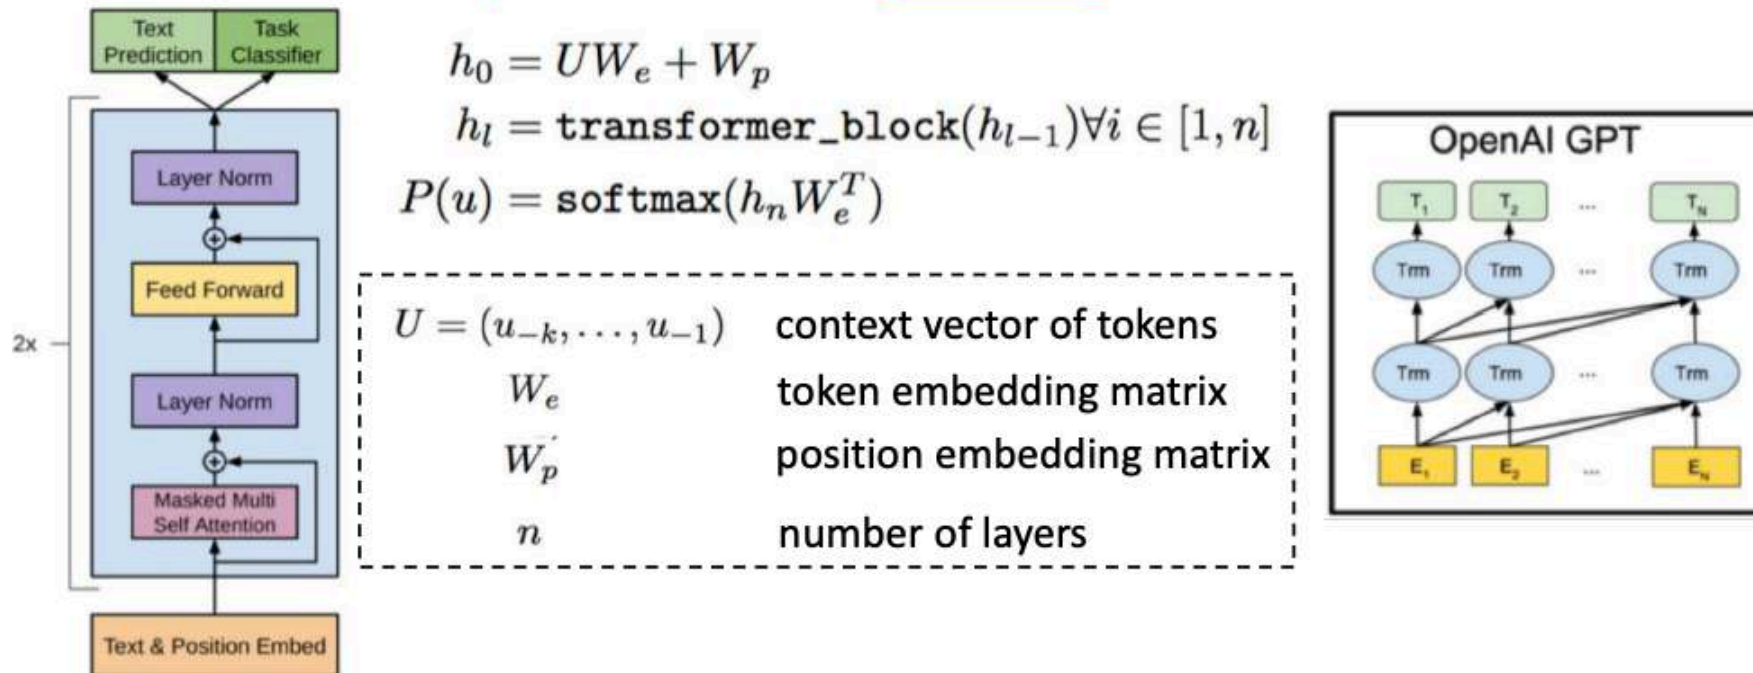 Text Prediction
Task Classifier
Layer Norm
+
Feed Forward
2x
Layer Norm
+
Masked Multi
Self Attention
Text & Position Embed
h_0 = UW_e + W_p
h_l = transformer_block(h_{l-1})∀i ∈ [1, n]
P(u) = softmax(h_n W_e^T)
U = (u_{-k}, . . . , u_{-1}) context vector of tokens
W_e token embedding matrix
W_p position embedding matrix
n number of layers
OpenAI GPT
T_1 T_2 ... T_N
Trm Trm ... Trm
Trm Trm ... Trm
E_1 E_2 ... E_N